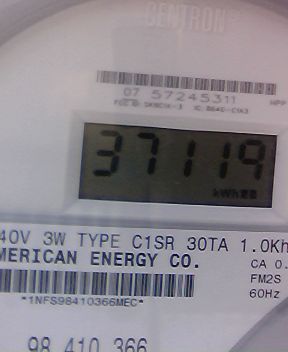 CENTRON
07 57245311
HPP
37119
kWh
40V 3W TYPE C1SR 30TA 1.0Kh
MERICAN ENERGY CO.
CA 0.
FM2S
60Hz
*1NFS98410366MEC*
98 410 366